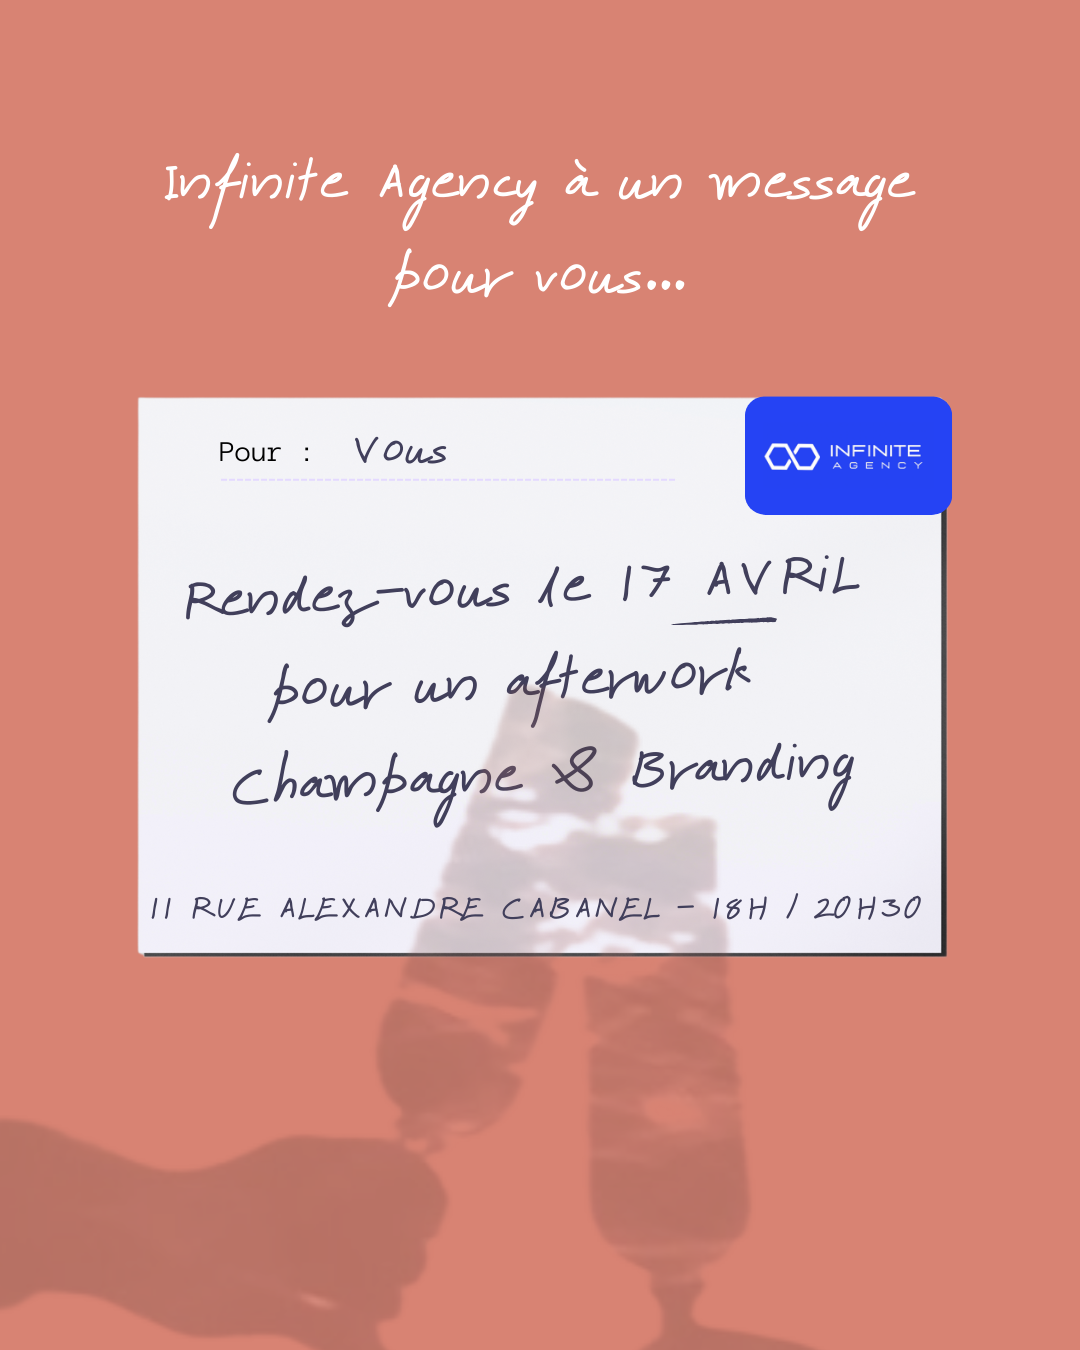 Infinite Agency à un message
pour vous...
Pour : Vous
INFINITE
AGENCY
Rendez-vous le 17 AVRiL
pour un afterwork
Champagne & Branding
11 RUE ALEXANDRE CABANEL - 18H / 20H30